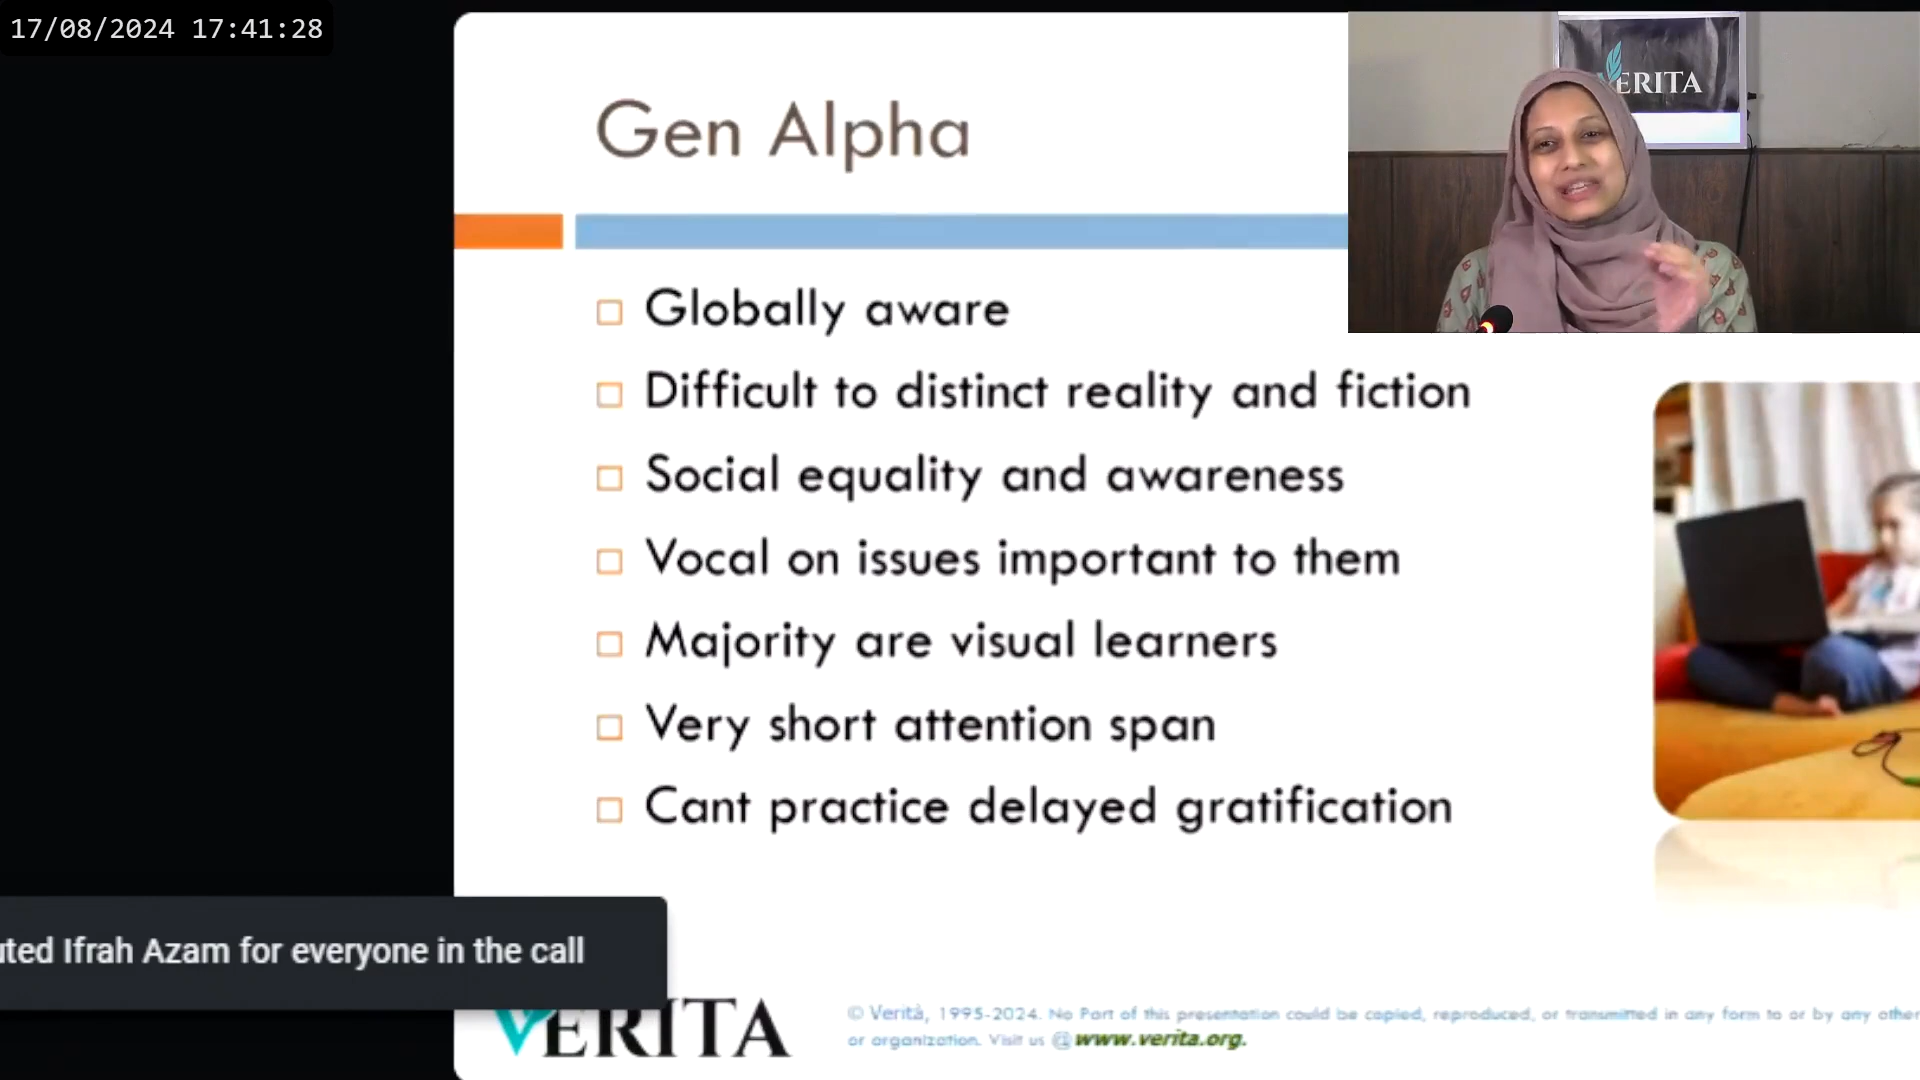 17/08/2024 17:41:28
VERITA
Gen Alpha
Globally aware
Difficult to distinct reality and fiction
Social equality and awareness
Vocal on issues important to them
Majority are visual learners
Very short attention span
Cant practice delayed gratification
uted Ifrah Azam for everyone in the call
VERITA
© Verità, 1995-2024. No Part of this presentation could be copied, reproduced, or transmitted in any form to or by any other
or organization. Visit us @ www.verita.org.